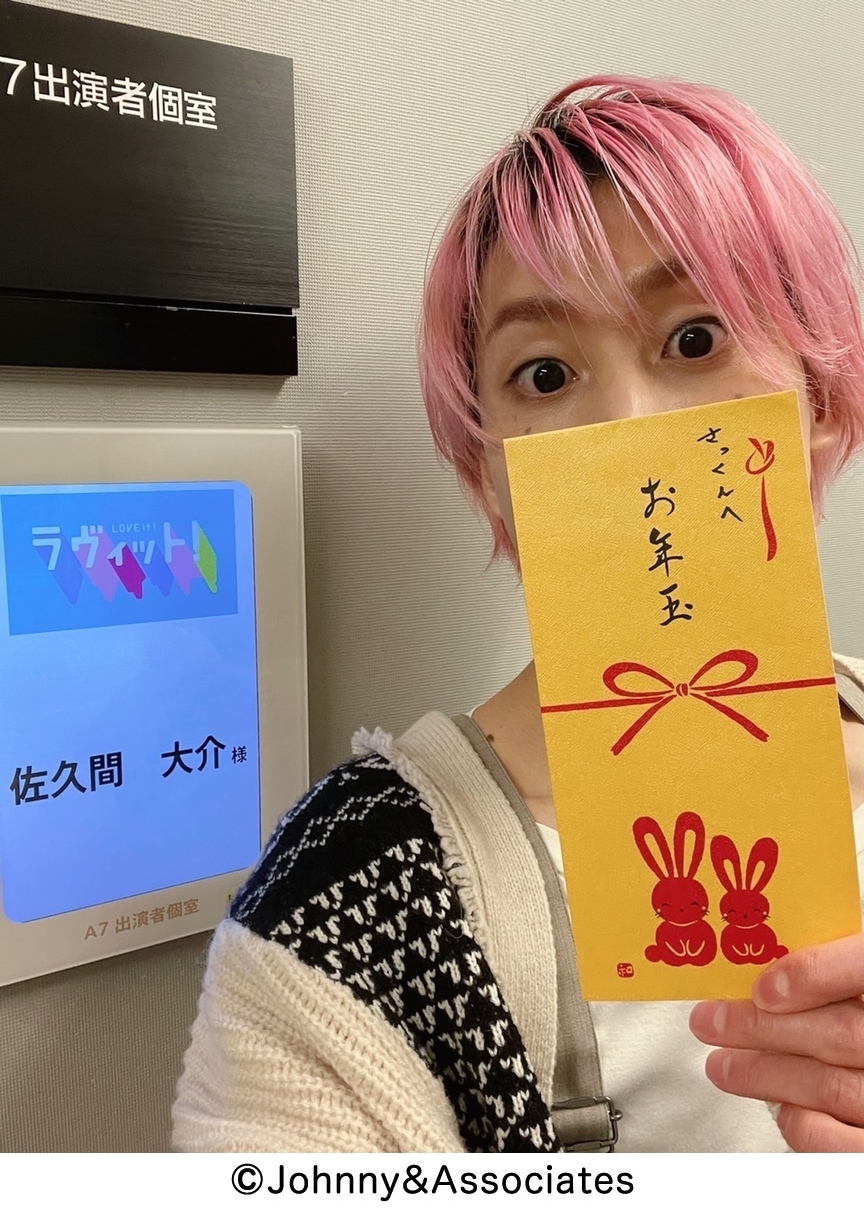 A7出演者個室
LOVE it!
ラヴィット!
佐久間 大介 様
A7 出演者個室
さっくんへ
お年玉
©Johnny&Associates